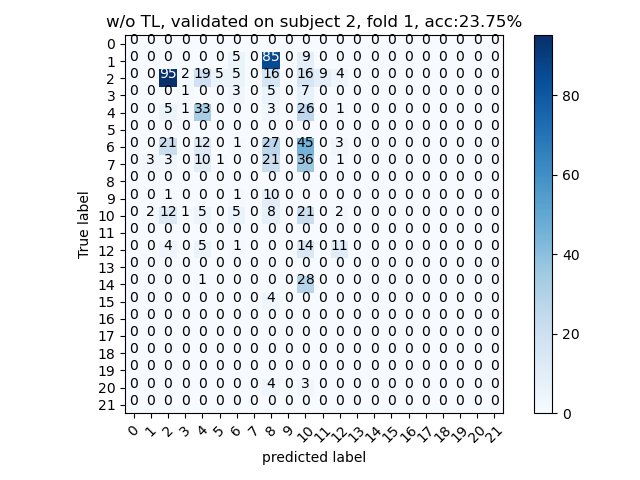 w/o TL, validated on subject 2, fold 1, acc:23.75%
True label
0 0 0 0 0 0 0 0 0 0 0 0 0 0 0 0 0 0 0 0 0 0 0
1 0 0 0 0 0 0 5 0 85 0 9 0 0 0 0 0 0 0 0 0 0 0
2 0 0 95 2 19 5 5 0 16 0 16 9 4 0 0 0 0 0 0 0 0 0
3 0 0 0 1 0 0 3 0 5 0 7 0 0 0 0 0 0 0 0 0 0 0
4 0 0 5 1 33 0 0 0 3 0 26 0 1 0 0 0 0 0 0 0 0 0
5 0 0 0 0 0 0 0 0 0 0 0 0 0 0 0 0 0 0 0 0 0 0
6 0 0 21 0 12 0 1 0 27 0 45 0 3 0 0 0 0 0 0 0 0 0
7 0 3 3 0 10 1 0 0 21 0 36 0 1 0 0 0 0 0 0 0 0 0
8 0 0 0 0 0 0 0 0 0 0 0 0 0 0 0 0 0 0 0 0 0 0
9 0 0 1 0 0 0 1 0 10 0 0 0 0 0 0 0 0 0 0 0 0 0
10 0 2 12 1 5 0 5 0 8 0 21 0 2 0 0 0 0 0 0 0 0 0
11 0 0 0 0 0 0 0 0 0 0 0 0 0 0 0 0 0 0 0 0 0 0
12 0 0 4 0 5 0 1 0 0 0 14 0 11 0 0 0 0 0 0 0 0 0
13 0 0 0 0 0 0 0 0 0 0 0 0 0 0 0 0 0 0 0 0 0 0
14 0 0 0 0 1 0 0 0 0 0 28 0 0 0 0 0 0 0 0 0 0 0
15 0 0 0 0 0 0 0 0 4 0 0 0 0 0 0 0 0 0 0 0 0 0
16 0 0 0 0 0 0 0 0 0 0 0 0 0 0 0 0 0 0 0 0 0 0
17 0 0 0 0 0 0 0 0 0 0 0 0 0 0 0 0 0 0 0 0 0 0
18 0 0 0 0 0 0 0 0 0 0 0 0 0 0 0 0 0 0 0 0 0 0
19 0 0 0 0 0 0 0 0 0 0 0 0 0 0 0 0 0 0 0 0 0 0
20 0 0 0 0 0 0 0 0 4 0 3 0 0 0 0 0 0 0 0 0 0 0
21 0 0 0 0 0 0 0 0 0 0 0 0 0 0 0 0 0 0 0 0 0 0
0 1 2 3 4 5 6 7 8 9 10 11 12 13 14 15 16 17 18 19 20 21
predicted label
80
60
40
20
0